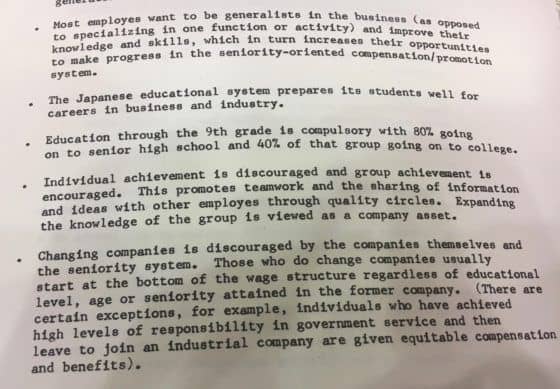 • Most employes want to be generalists in the business (as opposed
to specializing in one function or activity) and improve their
knowledge and skills, which in turn increases their opportunities
to make progress in the seniority-oriented compensation/promotion
system.
• The Japanese educational system prepares its students well for
careers in business and industry.
• Education through the 9th grade is compulsory with 80% going
on to senior high school and 40% of that group going on to college.
• Individual achievement is discouraged and group achievement is
encouraged. This promotes teamwork and the sharing of information
and ideas with other employes through quality circles. Expanding
the knowledge of the group is viewed as a company asset.
• Changing companies is discouraged by the companies themselves and
the seniority system. Those who do change companies usually
start at the bottom of the wage structure regardless of educational
level, age or seniority attained in the former company. (There are
certain exceptions, for example, individuals who have achieved
high levels of responsibility in government service and then
leave to join an industrial company are given equitable compensation
and benefits).